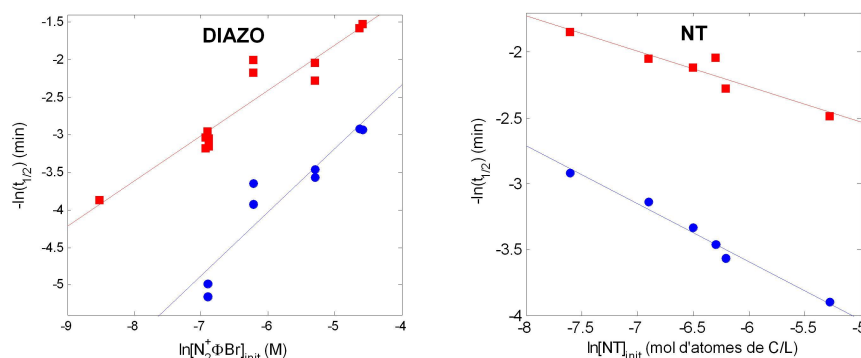 DIAZO
-ln(t1/2) (min)
-1.5
-2
-2.5
-3
-3.5
-4
-4.5
-5
-9 -8 -7 -6 -5 -4
ln[N2+ΦBr]init (M)
NT
-ln(t1/2) (min)
-2
-2.5
-3
-3.5
-4
-8 -7.5 -7 -6.5 -6 -5.5 -5
ln[NT]init (mol d'atomes de C/L)